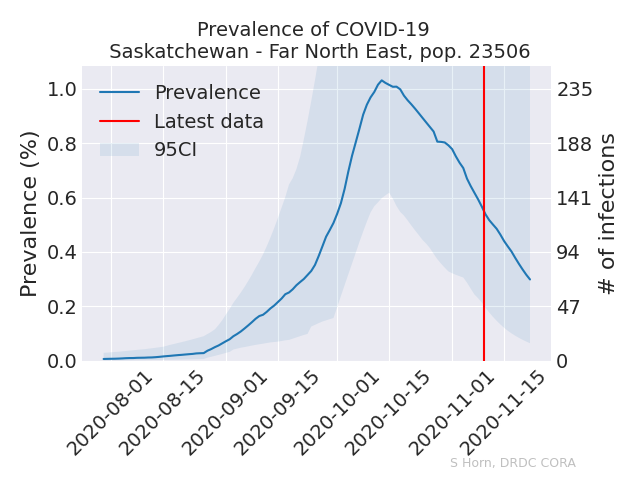 Prevalence of COVID-19
Saskatchewan - Far North East, pop. 23506
Prevalence
Latest data
95CI
Prevalence (%)
1.0
0.8
0.6
0.4
0.2
0.0
235
188
141
94
47
0
# of infections
2020-08-01
2020-08-15
2020-09-01
2020-09-15
2020-10-01
2020-10-15
2020-11-01
2020-11-15
S Horn, DRDC CORA